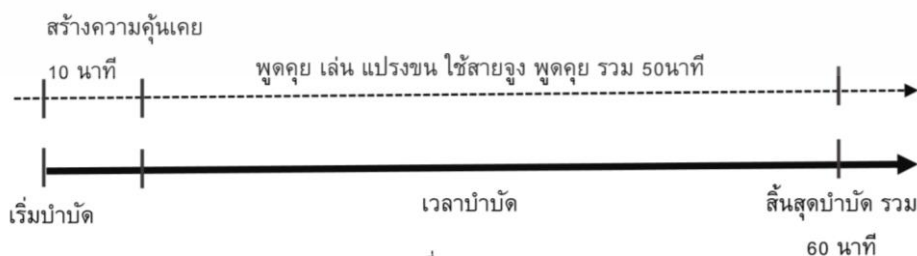 สร้างความคุ้นเคย
10 นาที
พูดคุย เล่น แปรงขน ใช้สายจูง พูดคุย รวม 50นาที
เริ่มบำบัด
เวลาบำบัด
สิ้นสุดบำบัด รวม
60 นาที